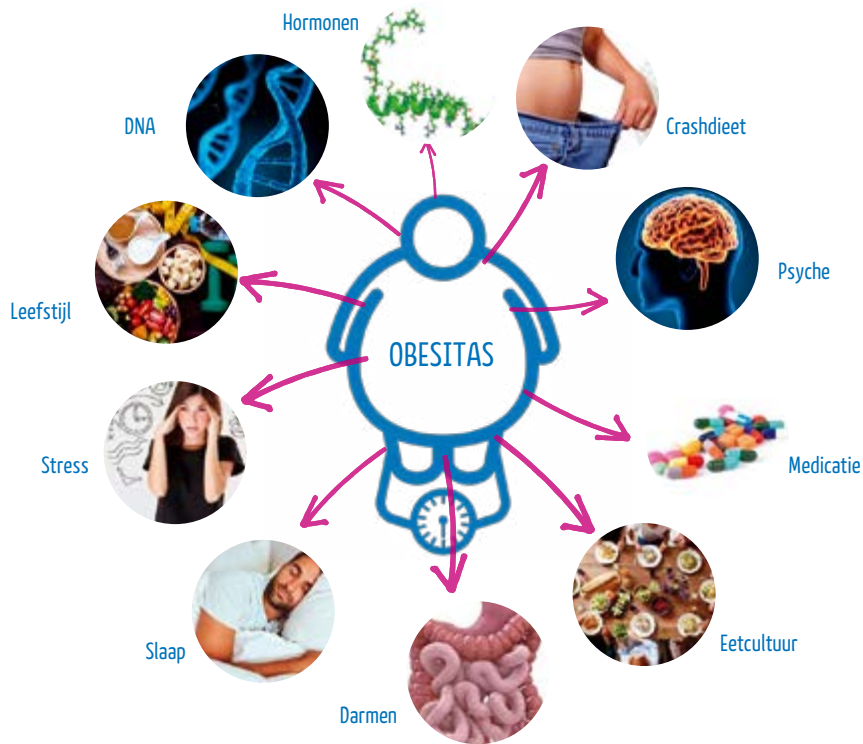 Hormonen
DNA
Crashdieet
Psyche
Leefstijl
OBESITAS
Stress
Medicatie
Slaap
Eetcultuur
Darmen